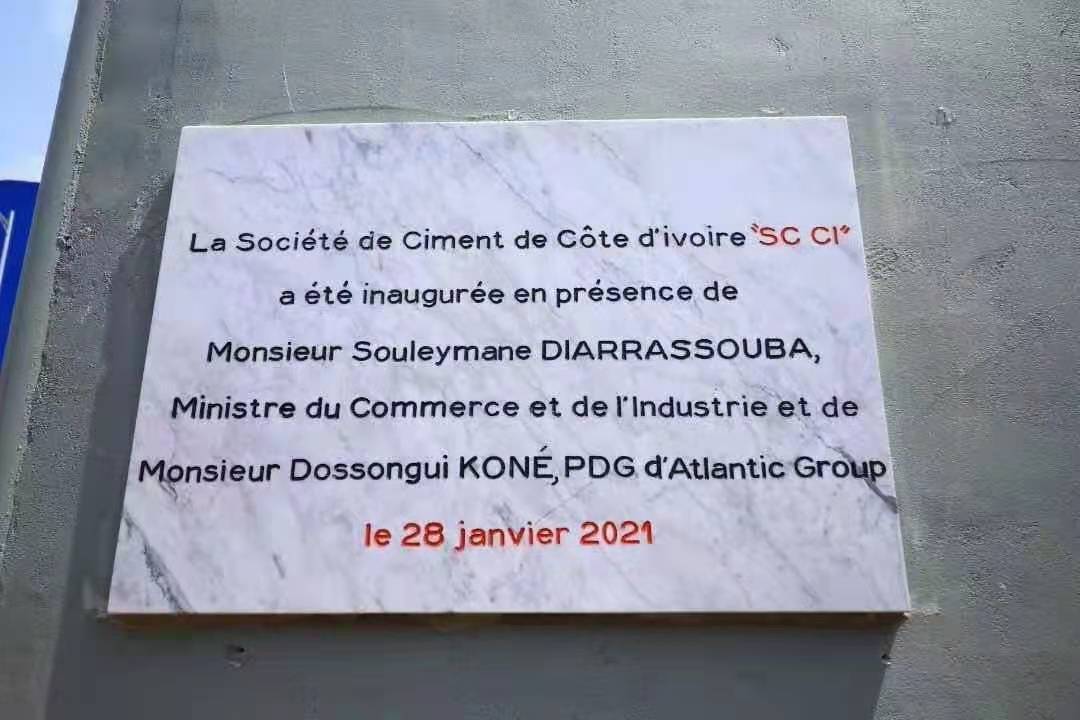 La Société de Ciment de Côte d'ivoire "SC CI"
a été inaugurée en présence de
Monsieur Souleymane DIARRASSOUBA,
Ministre du Commerce et de l'Industrie et de
Monsieur Dossongui KONÉ, PDG d'Atlantic Group
le 28 janvier 2021